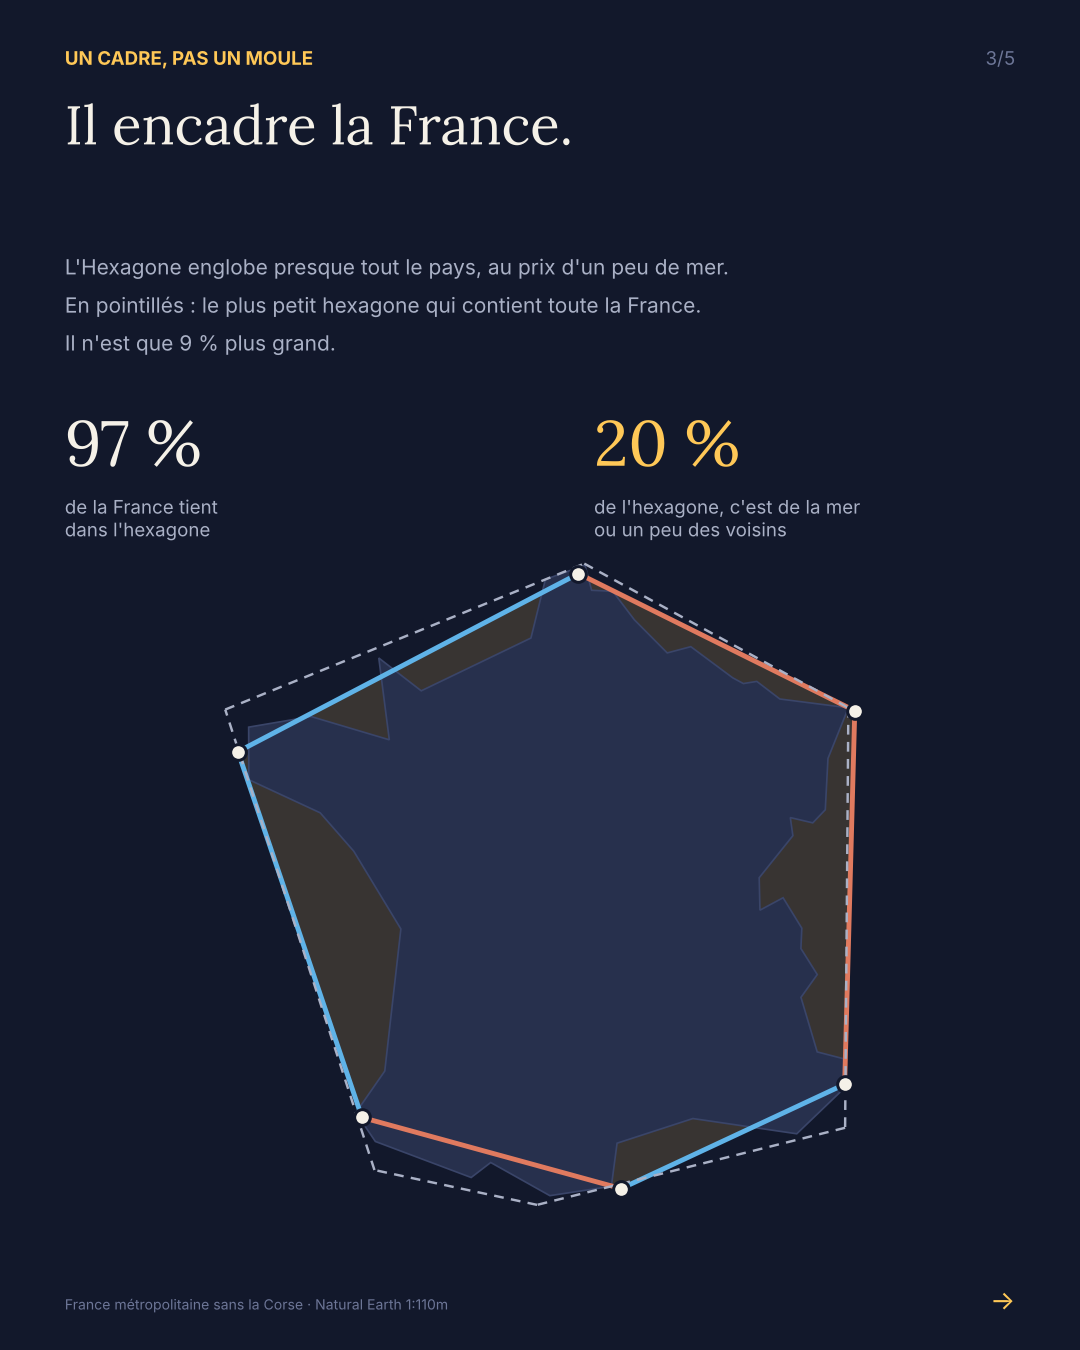 UN CADRE, PAS UN MOULE
3/5
Il encadre la France.
L'Hexagone englobe presque tout le pays, au prix d'un peu de mer.
En pointillés : le plus petit hexagone qui contient toute la France.
Il n'est que 9 % plus grand.
97 %
de la France tient
dans l'hexagone
20 %
de l'hexagone, c'est de la mer
ou un peu des voisins
France métropolitaine sans la Corse · Natural Earth 1:110m
→